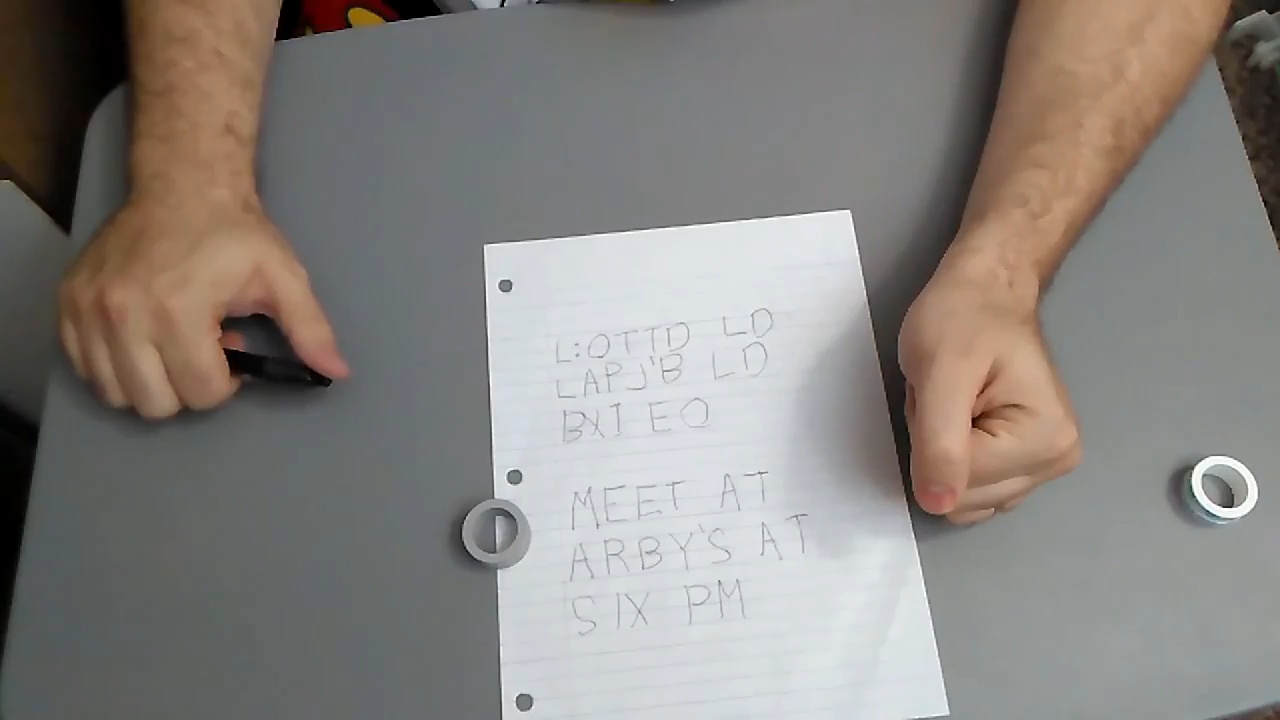 L:OTTD LD
LAPJ'B LD
BXI EO
MEET AT
ARBY'S AT
SIX PM